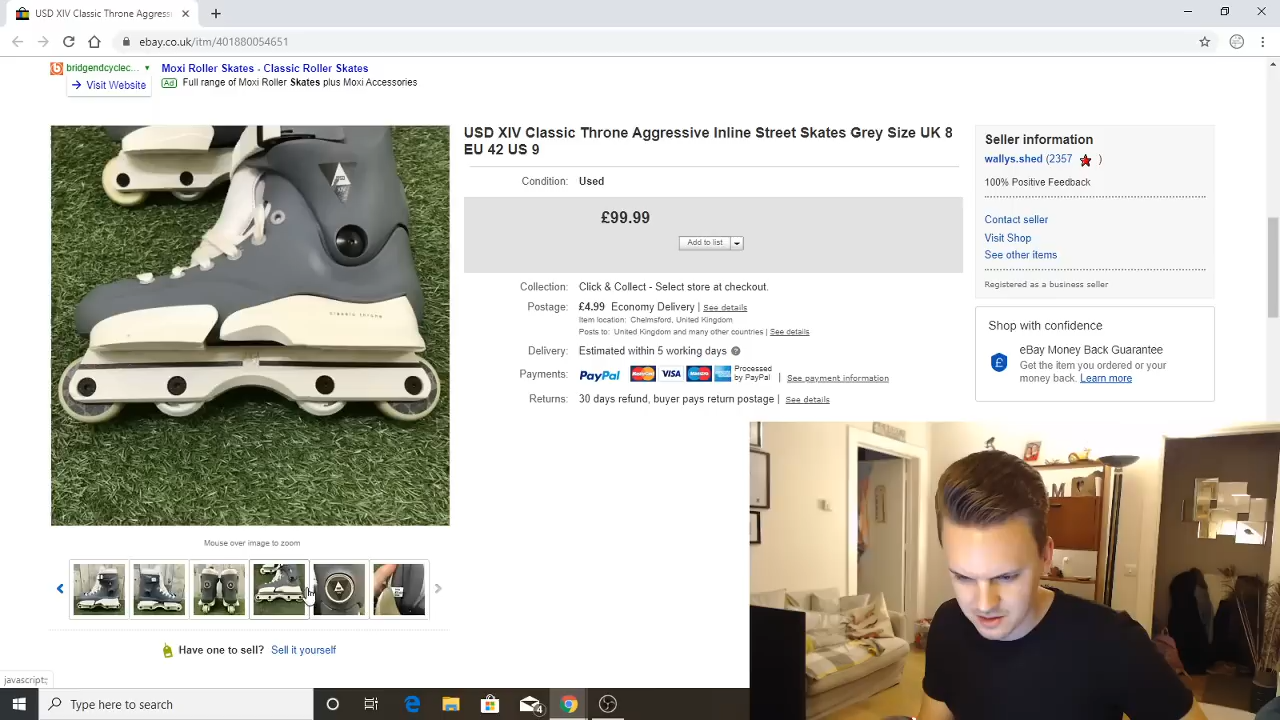 USD XIV Classic Throne Aggress
ebay.co.uk/itm/401880054651
bridgendcyclec...
Visit Website
Moxi Roller Skates - Classic Roller Skates
Ad Full range of Moxi Roller Skates plus Moxi Accessories
USD XIV Classic Throne Aggressive Inline Street Skates Grey Size UK 8
EU 42 US 9
Condition: Used
£99.99
Add to list
Collection: Click & Collect - Select store at checkout.
Postage: £4.99 Economy Delivery | See details
Item location: Chelmsford, United Kingdom
Posts to: United Kingdom and many other countries | See details
Delivery: Estimated within 5 working days
Payments: PayPal MasterCard VISA Processed by PayPal | See payment information
Returns: 30 days refund, buyer pays return postage | See details
Seller information
wallys.shed (2357 )
100% Positive Feedback
Contact seller
Visit Shop
See other items
Registered as a business seller
Shop with confidence
eBay Money Back Guarantee
Get the item you ordered or your
money back. Learn more
XIV
classic throne
Mouse over image to zoom
Have one to sell? Sell it yourself
javascript:;
Type here to search
4
M